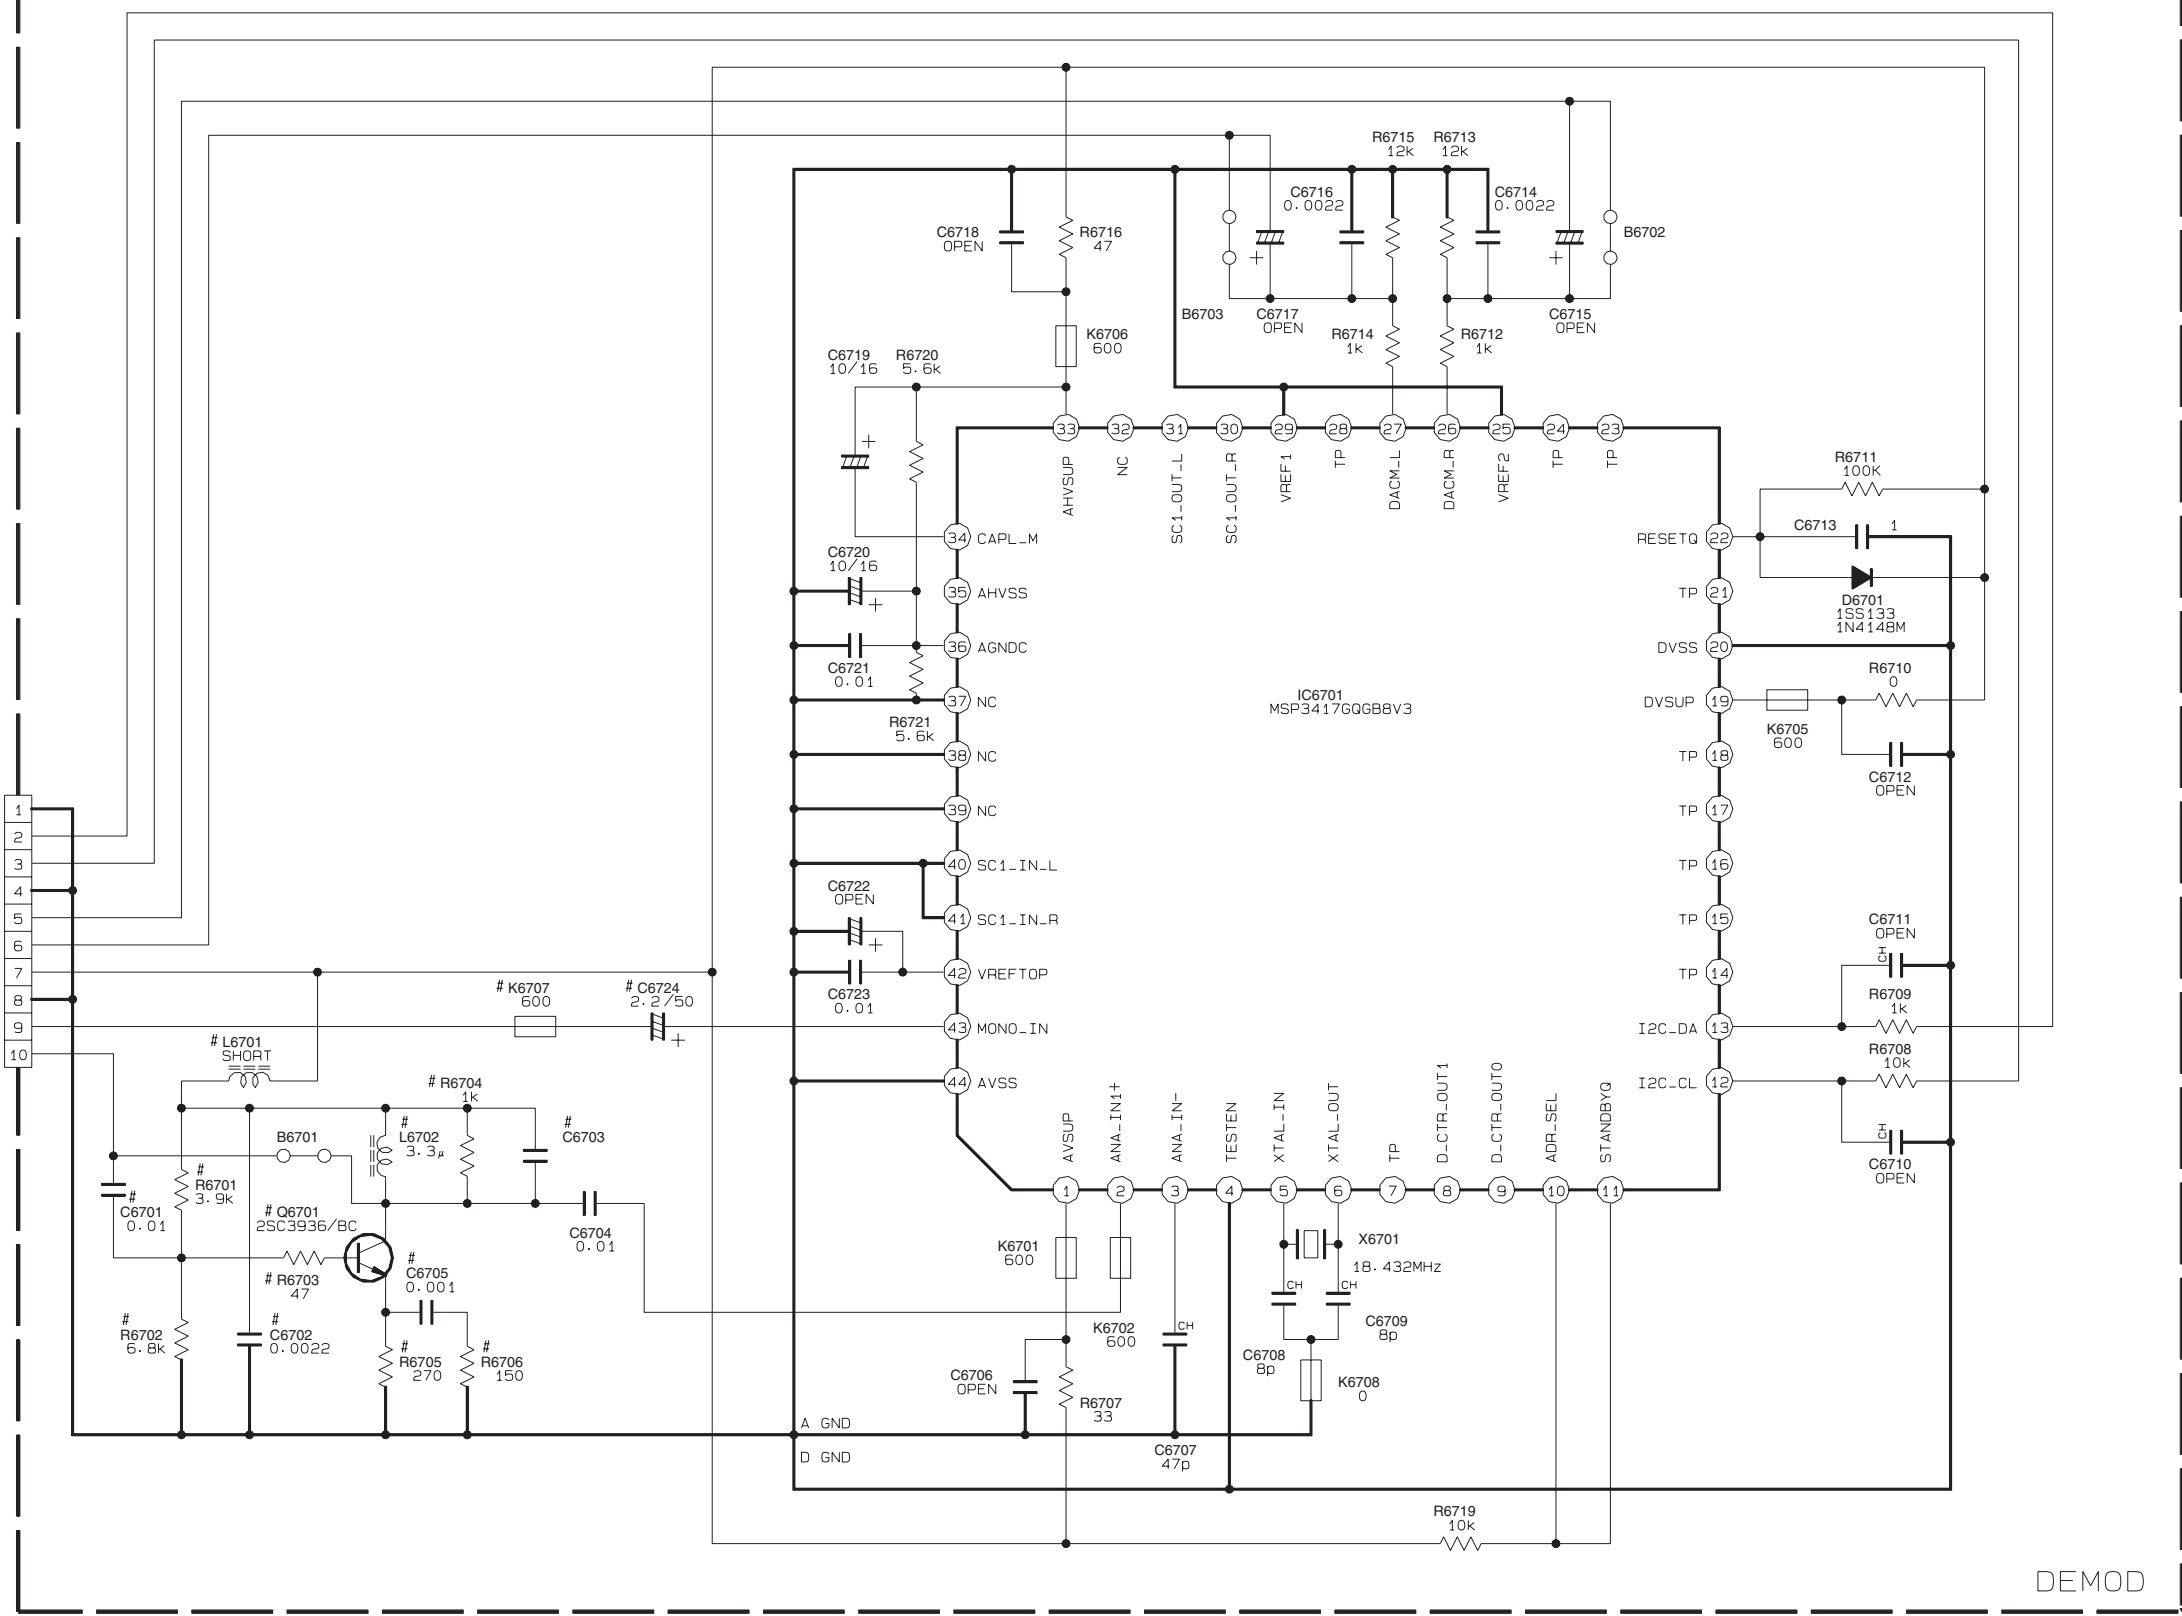 R6715 R6713
12k 12k
C6716
0.0022
C6714
0.0022
C6718
OPEN
R6716
47
B6702
B6703
C6717
OPEN
C6715
OPEN
K6706
600
R6714
1k
R6712
1k
C6719
10/16
R6720
5.6k
+
+
+
33 32 31 30 29 28 27 26 25 24 23
AHVSUP
NC
SC1_OUT_L
SC1_OUT_R
VREF1
TP
DACM_L
DACM_R
VREF2
TP
TP
R6711
100K
C6713 1
D6701
1SS133
1N4148M
34 CAPL_M
C6720
10/16
+
35 AHVSS
36 AGNDC
C6721
0.01
37 NC
R6721
5.6k
38 NC
39 NC
40 SC1_IN_L
C6722
OPEN
+
41 SC1_IN_R
42 VREFTOP
C6723
0.01
43 MONO_IN
44 AVSS
IC6701
MSP3417GQGB8V3
RESETQ 22
TP 21
DVSS 20
DVSUP 19
TP 18
TP 17
TP 16
TP 15
TP 14
I2C_DA 13
I2C_CL 12
R6710
0
K6705
600
C6712
OPEN
C6711
OPEN
CH
R6709
1k
R6708
10k
CH
C6710
OPEN
1
2
3
4
5
6
7
8
9
10
# K6707
600
# C6724
2.2/50
+
# L6701
SHORT
# R6704
1k
#
L6702
3.3μ
#
C6703
B6701
#
R6701
3.9k
#
C6701
0.01
# Q6701
2SC3936/BC
C6704
0.01
#
C6705
0.001
# R6703
47
#
R6702
6.8k
#
C6702
0.0022
#
R6705
270
#
R6706
150
AVSUP
ANA_IN1+
ANA_IN-
TESTEN
XTAL_IN
XTAL_OUT
TP
D_CTR_OUT1
D_CTR_OUT0
ADR_SEL
STANDBYQ
1 2 3 4 5 6 7 8 9 10 11
K6701
600
X6701
18.432MHz
CH CH
K6702
600
CH
C6709
8p
C6708
8p
C6706
OPEN
K6708
0
R6707
33
A GND
D GND
C6707
47p
R6719
10k
DEMOD